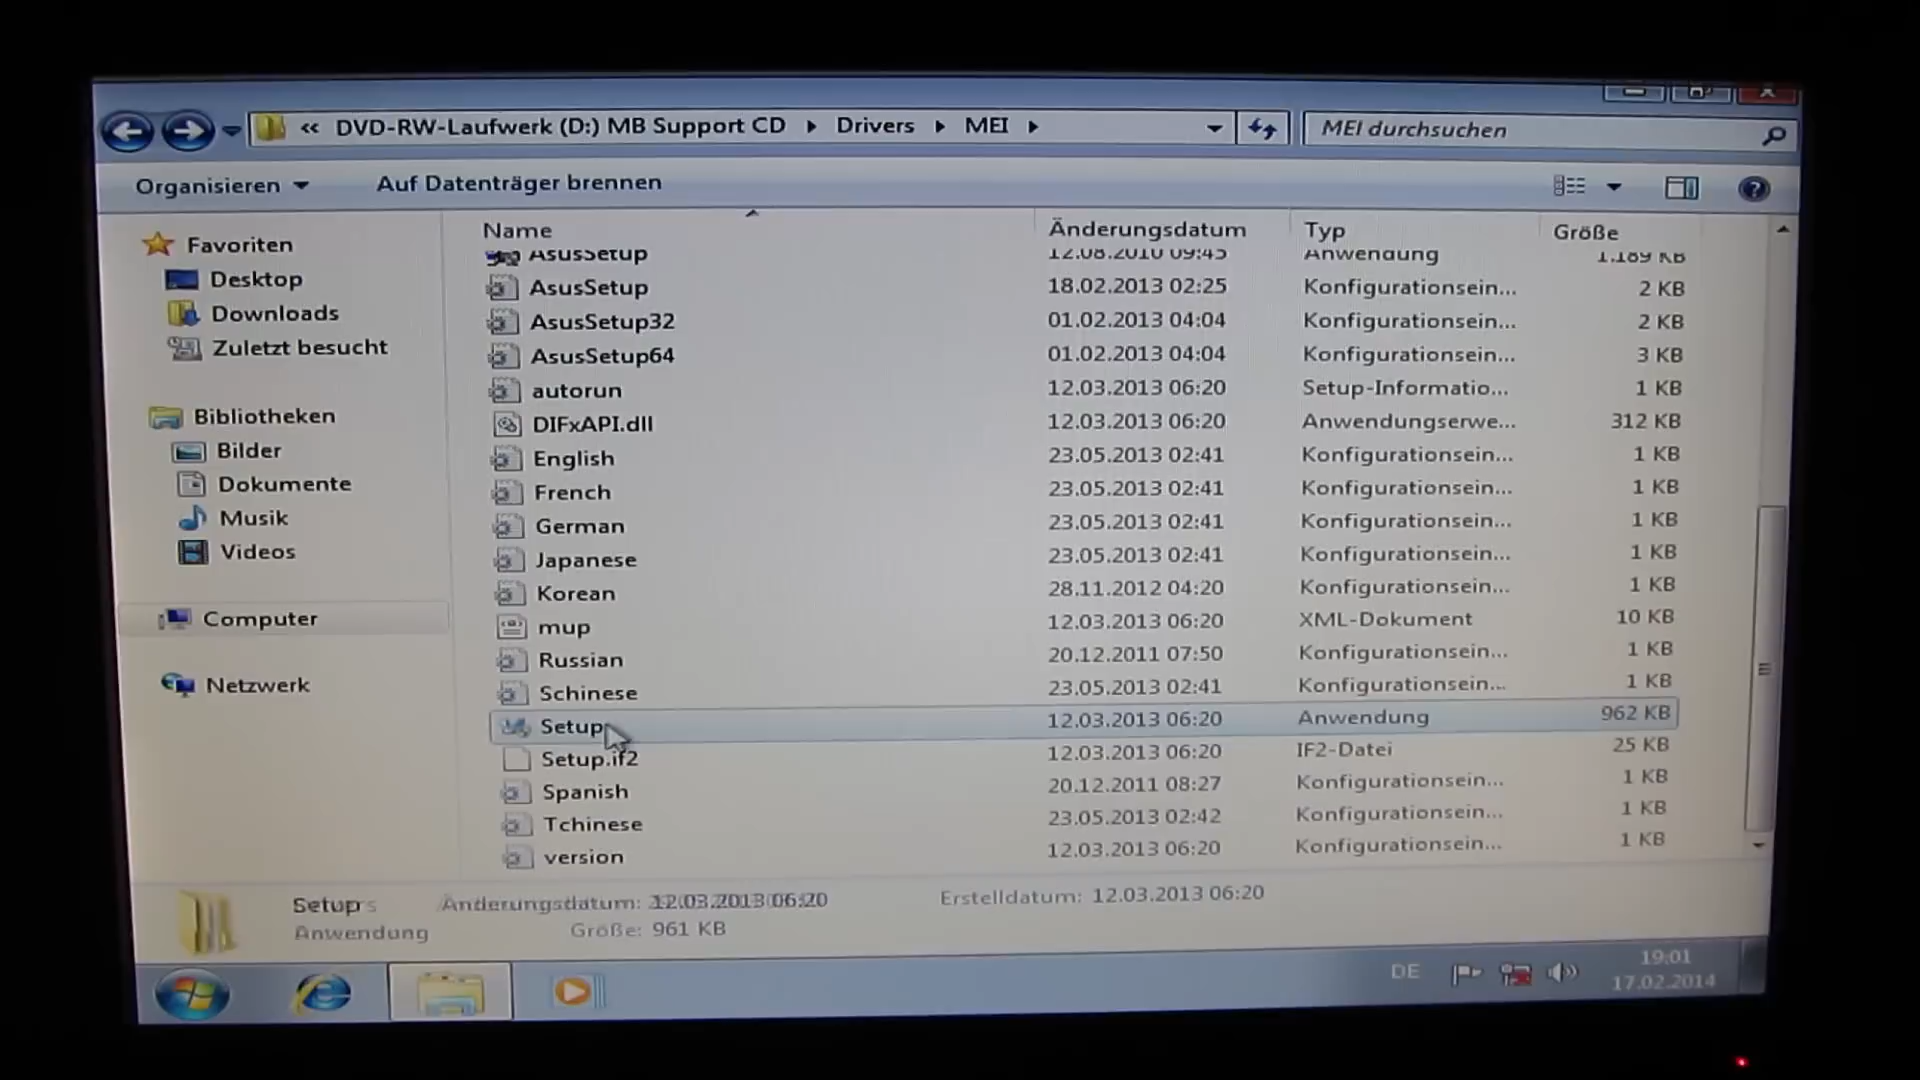 « DVD-RW-Laufwerk (D:) MB Support CD Drivers MEI
MEI durchsuchen
Organisieren Auf Datenträger brennen
Name Änderungsdatum Typ Größe
Favoriten
Desktop
Downloads
Zuletzt besucht
Bibliotheken
Bilder
Dokumente
Musik
Videos
Computer
Netzwerk
AsusSetup 12.08.2010 09:45 Anwendung 1.189 KB
AsusSetup 18.02.2013 02:25 Konfigurationsein... 2 KB
AsusSetup32 01.02.2013 04:04 Konfigurationsein... 2 KB
AsusSetup64 01.02.2013 04:04 Konfigurationsein... 3 KB
autorun 12.03.2013 06:20 Setup-Informatio... 1 KB
DIFxAPI.dll 12.03.2013 06:20 Anwendungserwe... 312 KB
English 23.05.2013 02:41 Konfigurationsein... 1 KB
French 23.05.2013 02:41 Konfigurationsein... 1 KB
German 23.05.2013 02:41 Konfigurationsein... 1 KB
Japanese 23.05.2013 02:41 Konfigurationsein... 1 KB
Korean 28.11.2012 04:20 Konfigurationsein... 1 KB
mup 12.03.2013 06:20 XML-Dokument 10 KB
Russian 20.12.2011 07:50 Konfigurationsein... 1 KB
Schinese 23.05.2013 02:41 Konfigurationsein... 1 KB
Setup 12.03.2013 06:20 Anwendung 962 KB
Setup.if2 12.03.2013 06:20 IF2-Datei 25 KB
Spanish 20.12.2011 08:27 Konfigurationsein... 1 KB
Tchinese 23.05.2013 02:42 Konfigurationsein... 1 KB
version 12.03.2013 06:20 Konfigurationsein... 1 KB
Setup Änderungsdatum: 12.03.2013 06:20 Erstelldatum: 12.03.2013 06:20
Anwendung Größe: 961 KB
DE
19:01
17.02.2014